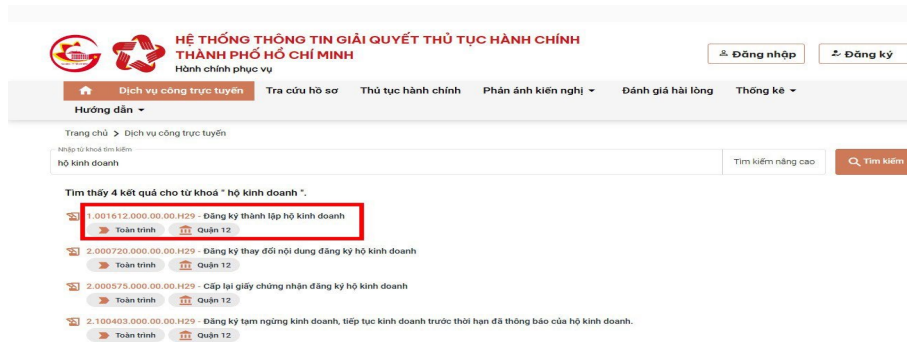 HỆ THỐNG THÔNG TIN GIẢI QUYẾT THỦ TỤC HÀNH CHÍNH
THÀNH PHỐ HỒ CHÍ MINH
Hành chính phục vụ
Đăng nhập
Đăng ký
Dịch vụ công trực tuyến Tra cứu hồ sơ Thủ tục hành chính Phản ánh kiến nghị Đánh giá hài lòng Thống kê
Hướng dẫn
Trang chủ > Dịch vụ công trực tuyến
Nhập từ khoá tìm kiếm
hộ kinh doanh Tìm kiếm nâng cao Tìm kiếm
Tìm thấy 4 kết quả cho từ khoá " hộ kinh doanh ".
1.001612.000.00.00.H29 - Đăng ký thành lập hộ kinh doanh
Toàn trình Quận 12
2.000720.000.00.00.H29 - Đăng ký thay đổi nội dung đăng ký hộ kinh doanh
Toàn trình Quận 12
2.000575.000.00.00.H29 - Cấp lại giấy chứng nhận đăng ký hộ kinh doanh
Toàn trình Quận 12
2.100403.000.00.00.H29 - Đăng ký tạm ngừng kinh doanh, tiếp tục kinh doanh trước thời hạn đã thông báo của hộ kinh doanh.
Toàn trình Quận 12